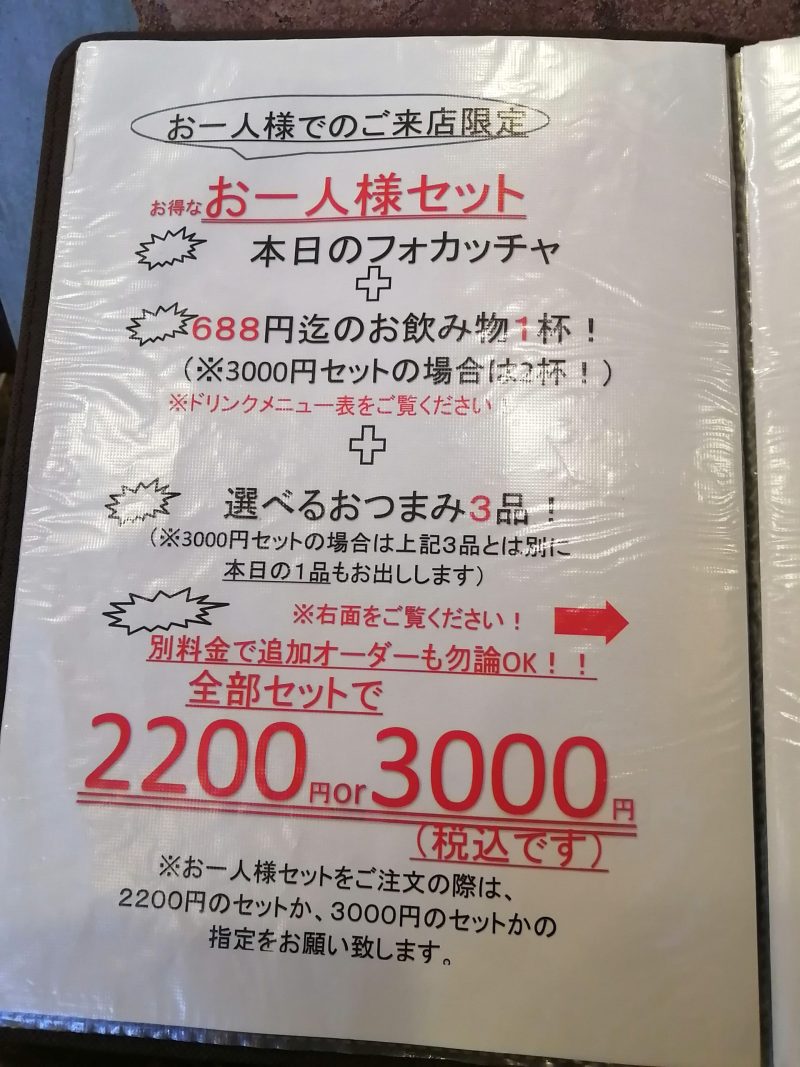 お一人様でのご来店限定
お得なお一人様セット
本日のフォカッチャ
＋
688円迄のお飲み物1杯！
（※3000円セットの場合は2杯！）
※ドリンクメニュー表をご覧ください！
＋
選べるおつまみ3品！
（※3000円セットの場合は上記3品とは別に
本日の1品もお出しします）
※右面をご覧ください！
別料金で追加オーダーも勿論OK！！
全部セットで
2200円or3000円
（税込です）
※お一人様セットをご注文の際は、
2200円のセットか、3000円のセットかの
指定をお願い致します。